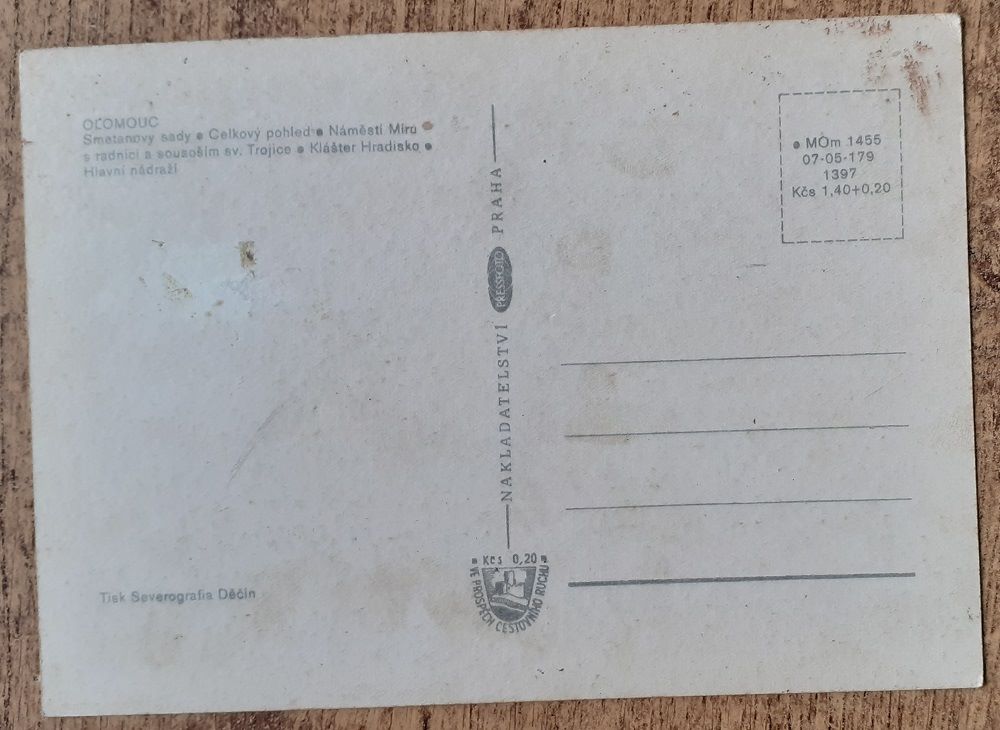 OLOMOUC
Smetanovy sady ● Celkový pohled ● Náměstí Míru ●
s radnicí a sousoším sv. Trojice ● Klášter Hradisko ●
Hlavní nádraží
NAKLADATELSTVÍ PRESSFOTO PRAHA
● MOm 1455
07-05-179
1397
Kčs 1,40+0,20
Tisk Severografia Děčín
● Kčs 0,20 ●
VE PROSPĚCH CESTOVNÍHO RUCHU